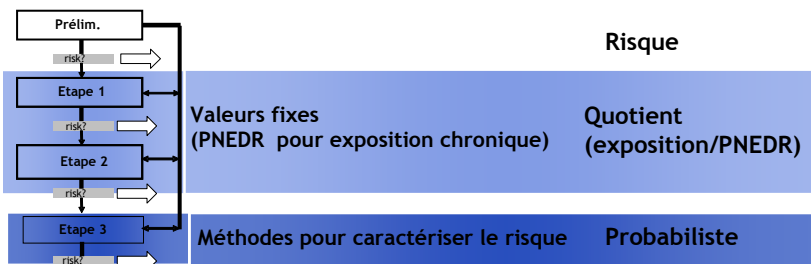 Prélim.
Risque
risk?
Etape 1
Valeurs fixes
(PNEDR pour exposition chronique)
Quotient
(exposition/PNEDR)
risk?
Etape 2
risk?
Etape 3
Méthodes pour caractériser le risque
Probabiliste
risk?